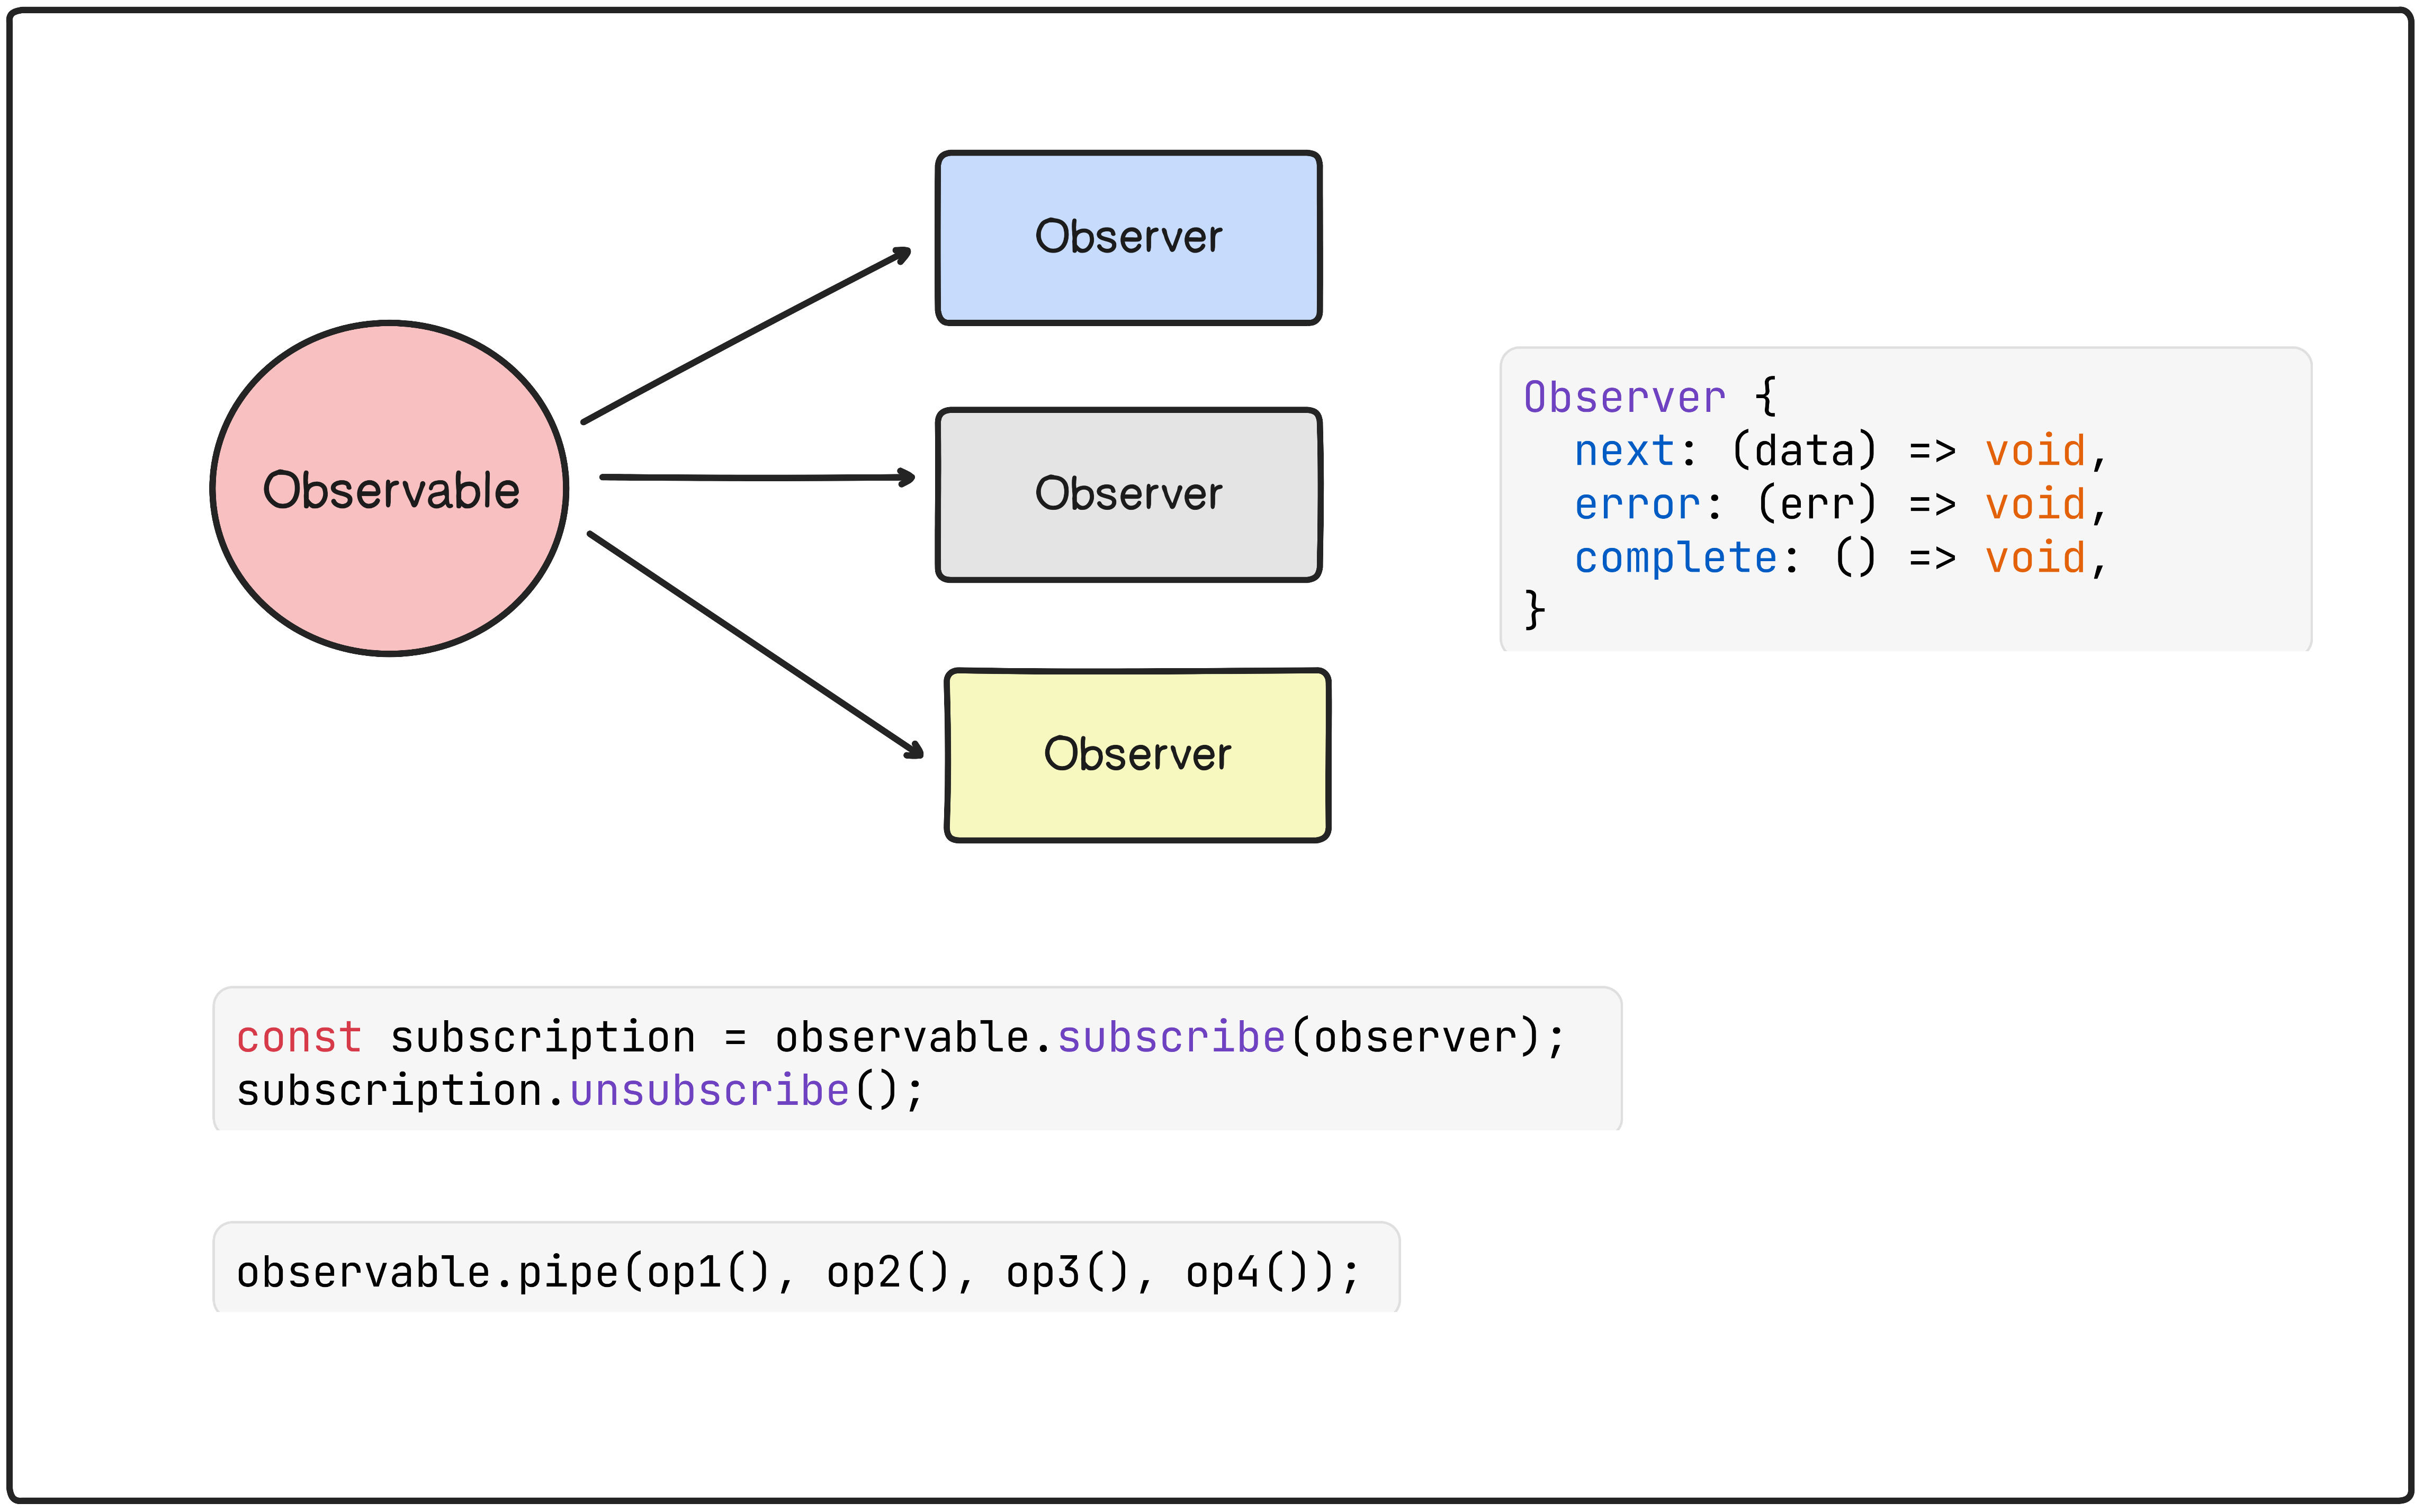 Observable
Observer
Observer
Observer
Observer {
  next: (data) => void,
  error: (err) => void,
  complete: () => void,
}
const subscription = observable.subscribe(observer);
subscription.unsubscribe();
observable.pipe(op1(), op2(), op3(), op4());